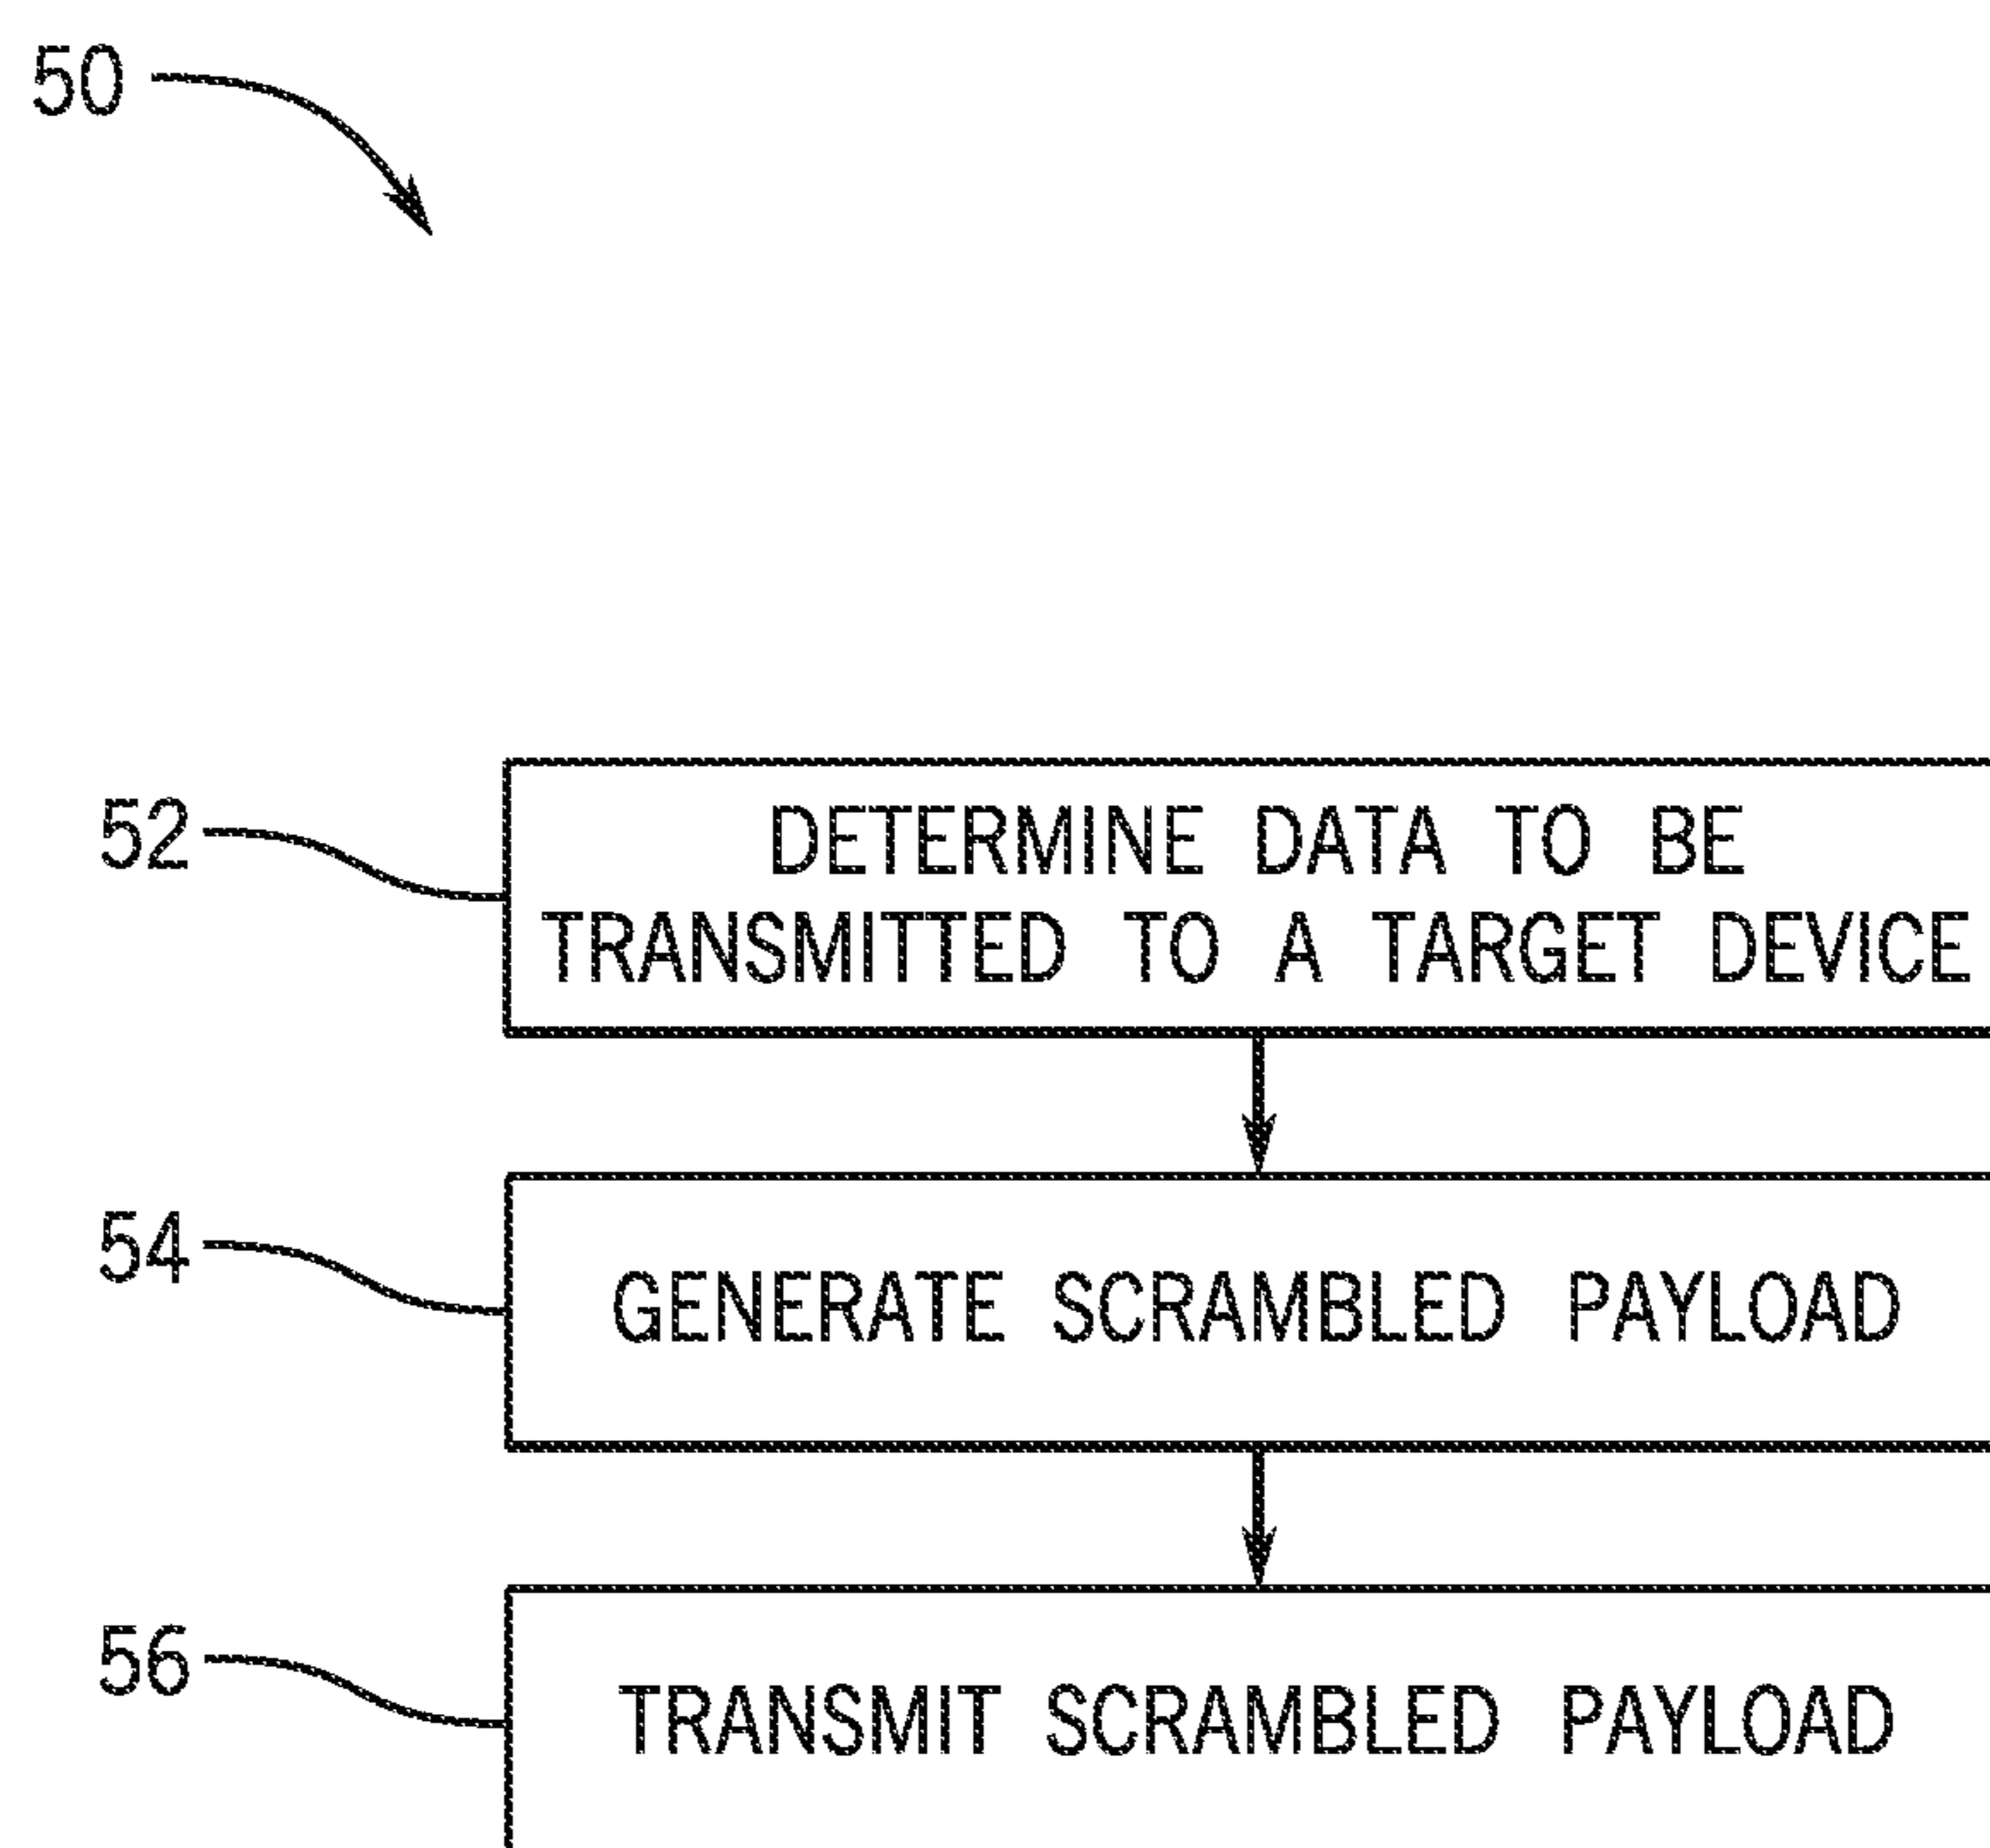 50
52
DETERMINE DATA TO BE
TRANSMITTED TO A TARGET DEVICE
54
GENERATE SCRAMBLED PAYLOAD
56
TRANSMIT SCRAMBLED PAYLOAD